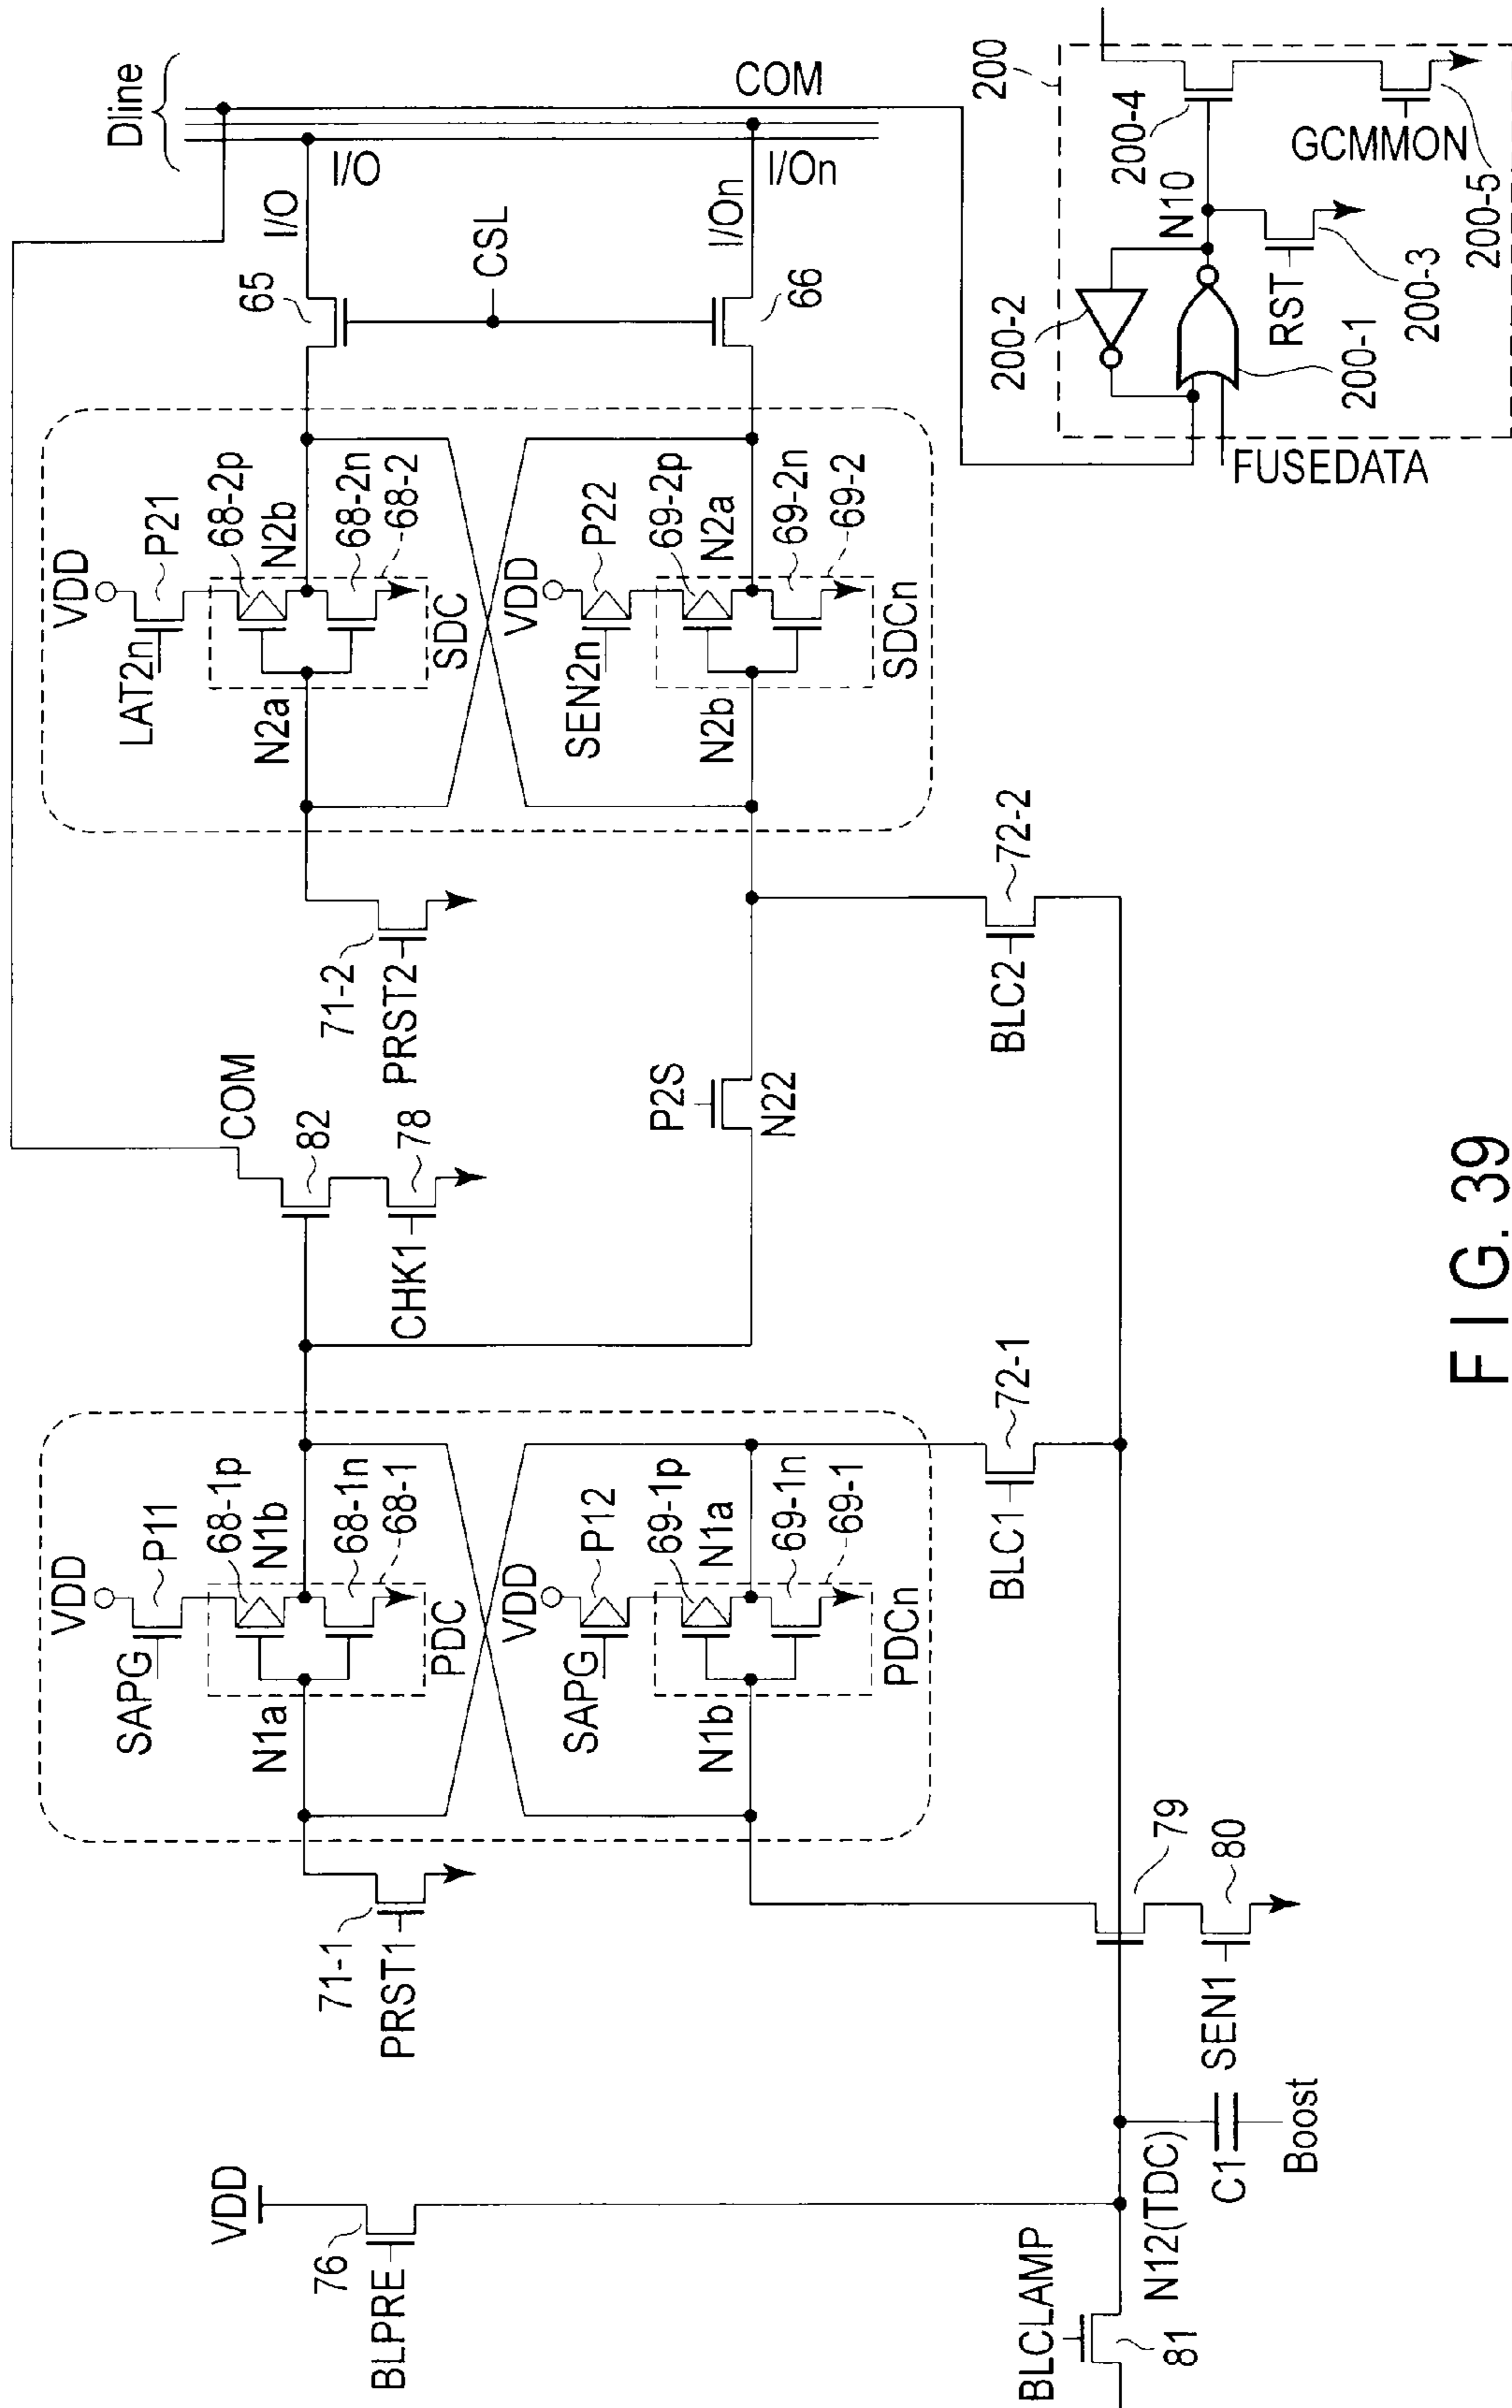 Dline
COM
I/O
I/On
I/O
I/On
CSL
65
66
200
200-4
GCMMON
N10
200-5
200-2
RST
200-3
200-1
FUSEDATA
VDD
P21
LAT2n
68-2p
N2b
68-2n
68-2
N2a
SDC
VDD
P22
SEN2n
69-2p
N2a
69-2n
69-2
N2b
SDCn
71-2
PRST2
72-2
BLC2
P2S
N22
COM
82
78
CHK1
VDD
P11
SAPG
68-1p
N1b
68-1n
68-1
N1a
PDC
VDD
P12
SAPG
69-1p
N1a
69-1n
69-1
N1b
PDCn
72-1
BLC1
71-1
PRST1
79
80
SEN1
C1
Boost
N12(TDC)
VDD
76
BLPRE
BLCLAMP
81
FIG. 39